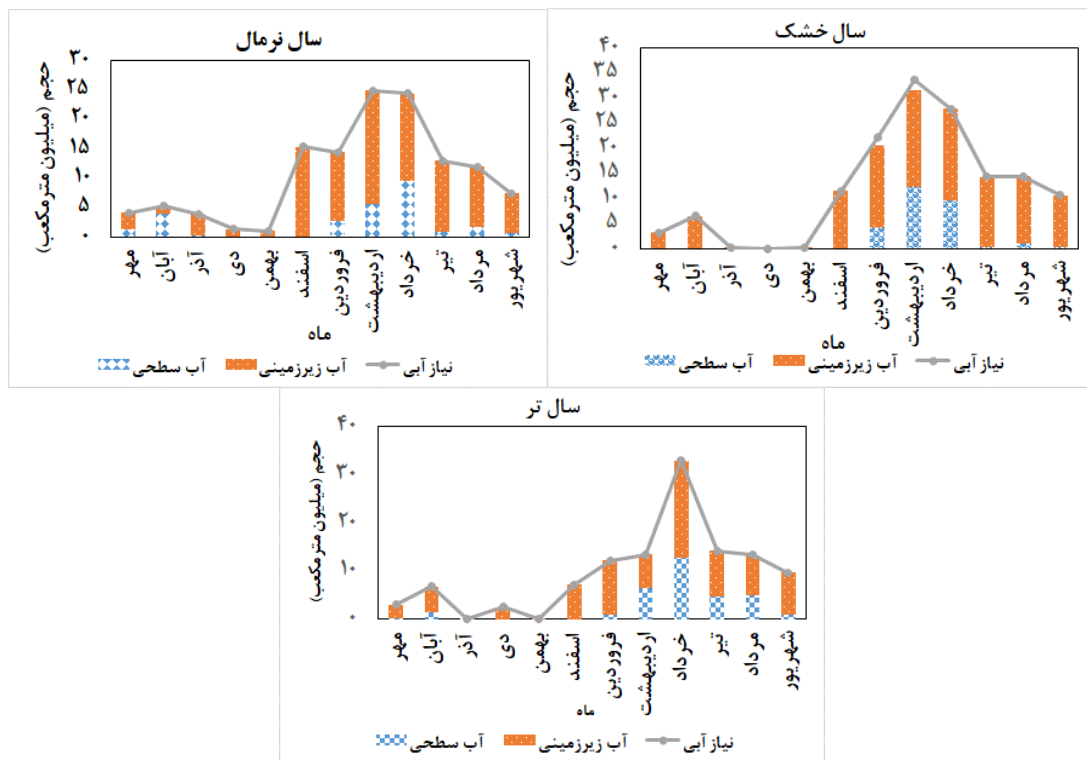 سال نرمال
حجم (میلیون مترمکعب)
۳۰
۲۵
۲۰
۱۵
۱۰
۵
۰
مهر
آبان
آذر
دی
بهمن
اسفند
فروردین
اردیبهشت
خرداد
تیر
مرداد
شهریور
ماه
آب سطحی
آب زیرزمینی
نیاز آبی
سال خشک
حجم (میلیون مترمکعب)
۴۰
۳۵
۳۰
۲۵
۲۰
۱۵
۱۰
۵
۰
مهر
آبان
آذر
دی
بهمن
اسفند
فروردین
اردیبهشت
خرداد
تیر
مرداد
شهریور
ماه
آب سطحی
آب زیرزمینی
نیاز آبی
سال تر
حجم (میلیون مترمکعب)
۴۰
۳۰
۲۰
۱۰
۰
مهر
آبان
آذر
دی
بهمن
اسفند
فروردین
اردیبهشت
خرداد
تیر
مرداد
شهریور
ماه
آب سطحی
آب زیرزمینی
نیاز آبی